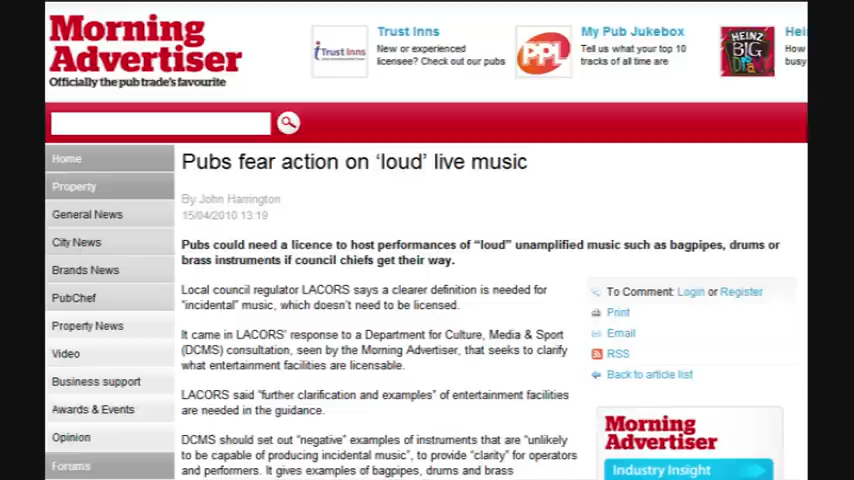 Morning
Advertiser
Officially the pub trade's favourite
Trust Inns
Trust Inns
New or experienced
licensee? Check out our pubs
PPL
My Pub Jukebox
Tell us what your top 10
tracks of all time are
HEINZ
BIG
Hei
How
busy
Home
Property
General News
City News
Brands News
PubChef
Property News
Video
Business support
Awards & Events
Opinion
Forums
Pubs fear action on 'loud' live music
By John Harrington
15/04/2010 13:19
Pubs could need a licence to host performances of "loud" unamplified music such as bagpipes, drums or
brass instruments if council chiefs get their way.
Local council regulator LACORS says a clearer definition is needed for
"incidental" music, which doesn't need to be licensed.
It came in LACORS' response to a Department for Culture, Media & Sport
(DCMS) consultation, seen by the Morning Advertiser, that seeks to clarify
what entertainment facilities are licensable.
LACORS said "further clarification and examples" of entertainment facilities
are needed in the guidance.
DCMS should set out "negative" examples of instruments that are "unlikely
to be capable of producing incidental music", to provide "clarity" for operators
and performers. It gives examples of bagpipes, drums and brass
To Comment: Login or Register
Print
Email
RSS
Back to article list
Morning
Advertiser
Industry Insight